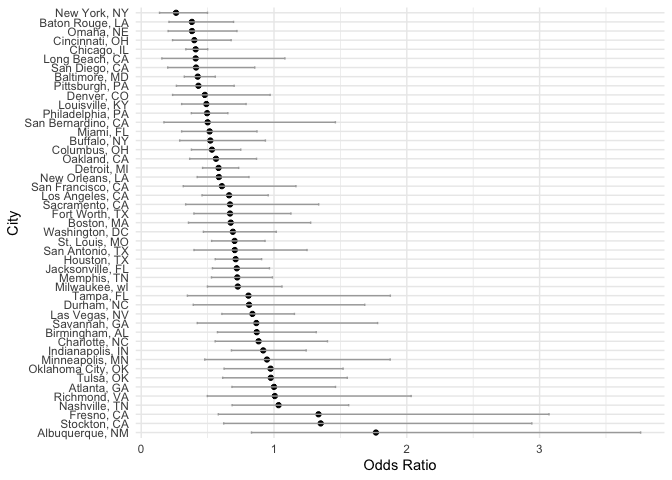 New York, NY
Baton Rouge, LA
Omaha, NE
Cincinnati, OH
Chicago, IL
Long Beach, CA
San Diego, CA
Baltimore, MD
Pittsburgh, PA
Denver, CO
Louisville, KY
Philadelphia, PA
San Bernardino, CA
Miami, FL
Buffalo, NY
Columbus, OH
Oakland, CA
Detroit, MI
New Orleans, LA
San Francisco, CA
Los Angeles, CA
Sacramento, CA
Fort Worth, TX
Boston, MA
Washington, DC
St. Louis, MO
San Antonio, TX
Houston, TX
Jacksonville, FL
Memphis, TN
Milwaukee, wI
Tampa, FL
Durham, NC
Las Vegas, NV
Savannah, GA
Birmingham, AL
Charlotte, NC
Indianapolis, IN
Minneapolis, MN
Oklahoma City, OK
Tulsa, OK
Atlanta, GA
Richmond, VA
Nashville, TN
Fresno, CA
Stockton, CA
Albuquerque, NM
City
0 1 2 3
Odds Ratio